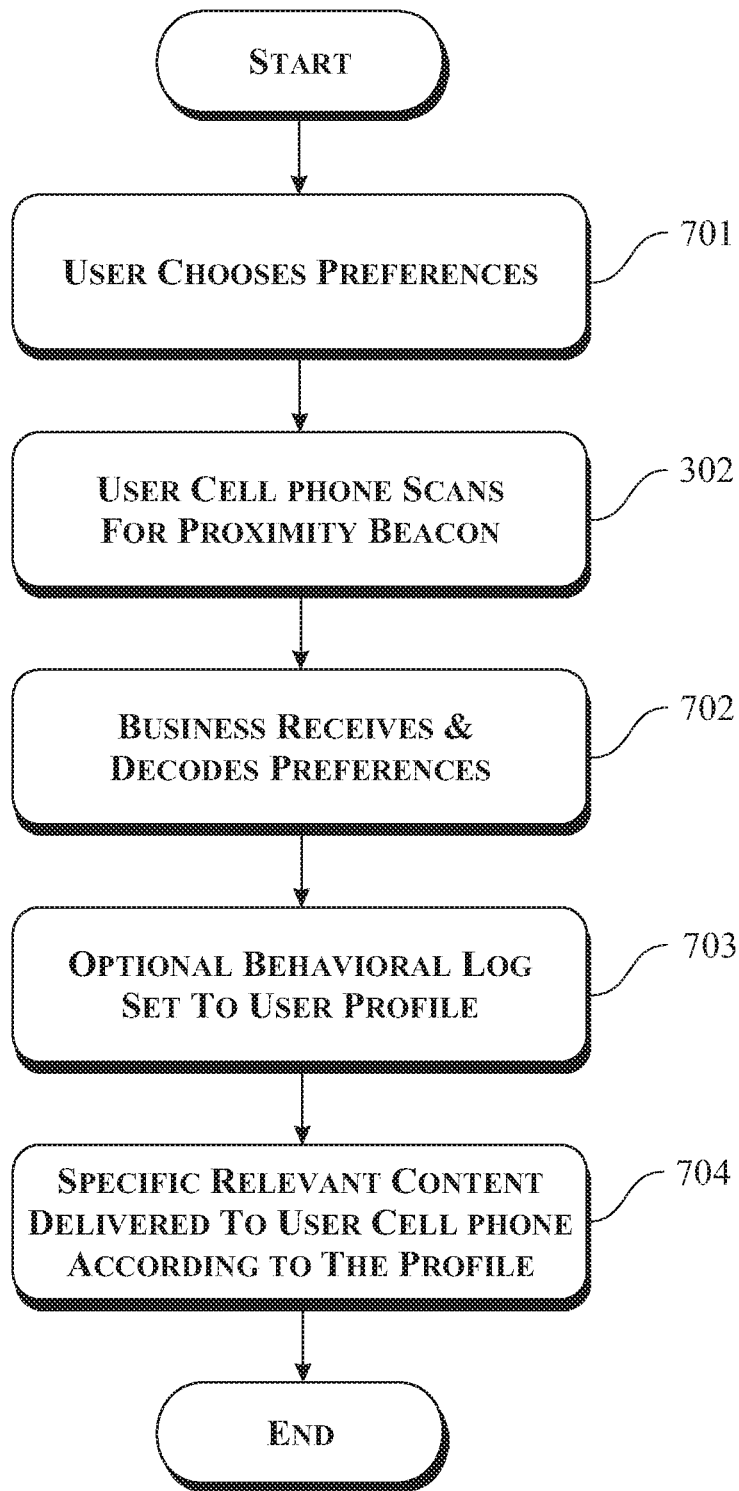 START
USER CHOOSES PREFERENCES
701
USER CELL PHONE SCANS
FOR PROXIMITY BEACON
302
BUSINESS RECEIVES &
DECODES PREFERENCES
702
OPTIONAL BEHAVIORAL LOG
SET TO USER PROFILE
703
SPECIFIC RELEVANT CONTENT
DELIVERED TO USER CELL PHONE
ACCORDING TO THE PROFILE
704
END